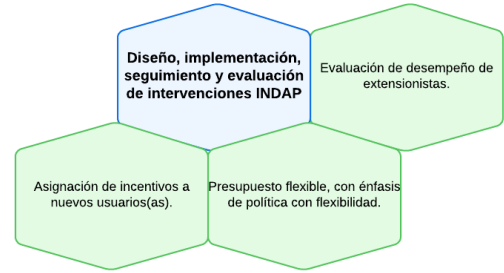 Diseño, implementación,
seguimiento y evaluación
de intervenciones INDAP
Evaluación de desempeño de
extensionistas.
Asignación de incentivos a
nuevos usuarios(as).
Presupuesto flexible, con énfasis
de política con flexibilidad.